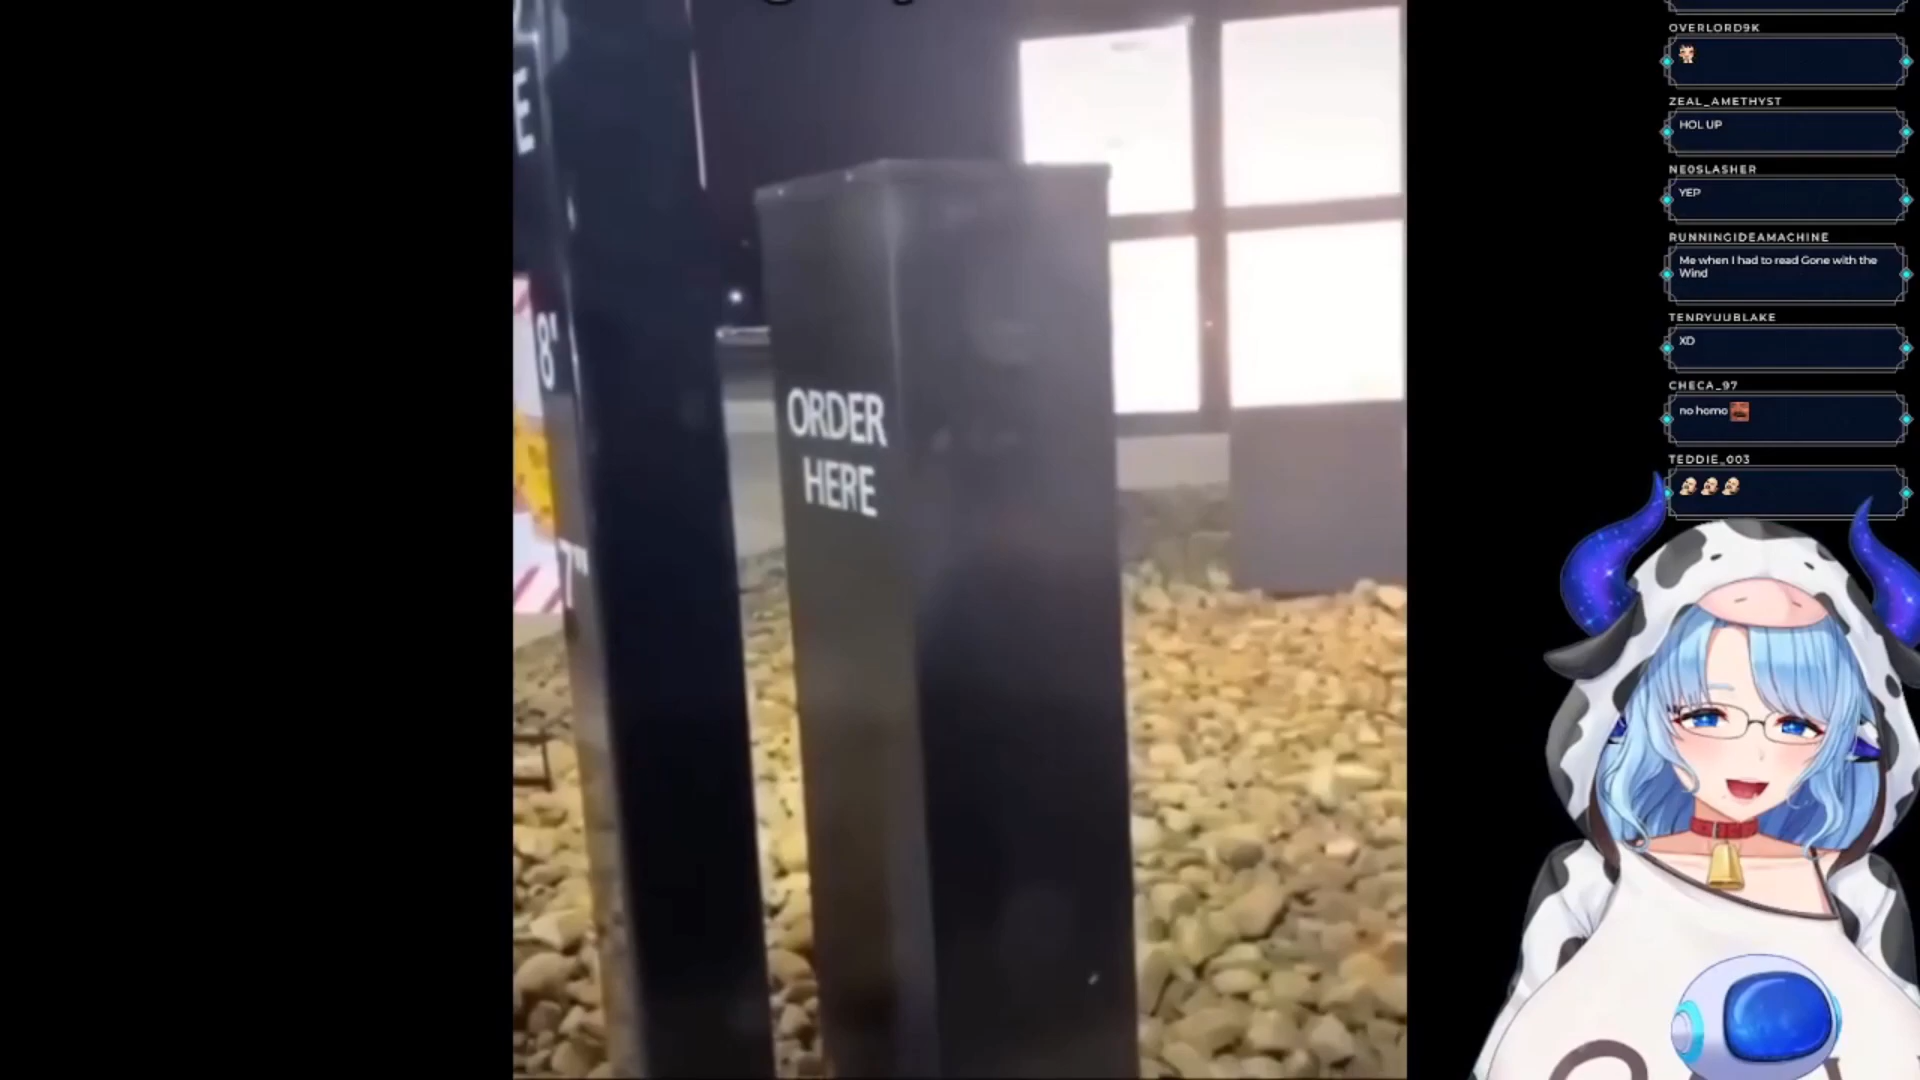 E
8'
7'
ORDER
HERE
OVERLORD9K
ZEAL_AMETHYST
HOL UP
NE0SLASHER
YEP
RUNNINGIDEAMACHINE
Me when I had to read Gone with the
Wind
TENRYUUBLAKE
XD
CHECA_97
no homo
TEDDIE_003